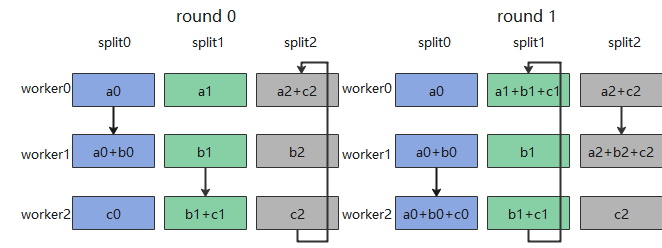 round 0
round 1
split0 split1 split2 split0 split1 split2
worker0 a0 a1 a2+c2 worker0 a0 a1+b1+c1 a2+c2
worker1 a0+b0 b1 b2 worker1 a0+b0 b1 a2+b2+c2
worker2 c0 b1+c1 c2 worker2 a0+b0+c0 b1+c1 c2